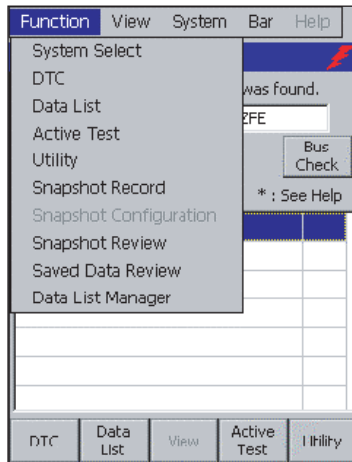 Function View System Bar Help
System Select
DTC
Data List
Active Test
Utility
Snapshot Record
Snapshot Configuration
Snapshot Review
Saved Data Review
Data List Manager
was found.
ZFE
Bus
Check
* : See Help
DTC
Data
List
View
Active
Test
Utility